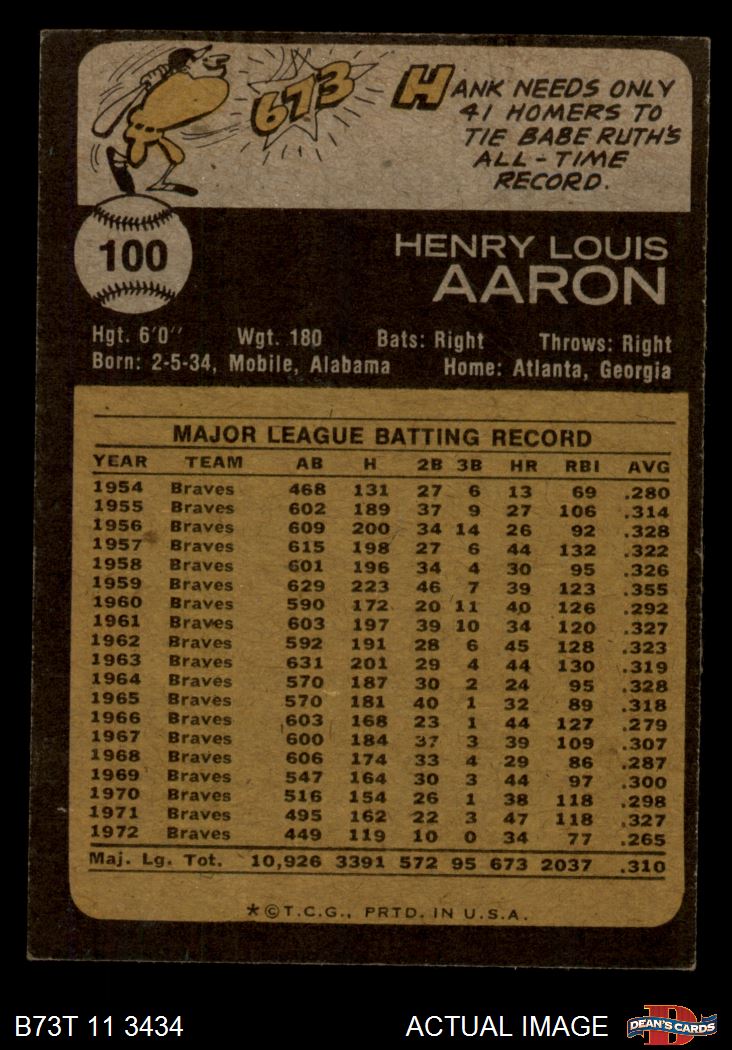 673
HANK NEEDS ONLY
41 HOMERS TO
TIE BABE RUTH'S
ALL-TIME
RECORD.
100
HENRY LOUIS
AARON
Hgt. 6'0" Wgt. 180 Bats: Right Throws: Right
Born: 2-5-34, Mobile, Alabama Home: Atlanta, Georgia
MAJOR LEAGUE BATTING RECORD
YEAR TEAM AB H 2B 3B HR RBI AVG
1954 Braves 468 131 27 6 13 69 .280
1955 Braves 602 189 37 9 27 106 .314
1956 Braves 609 200 34 14 26 92 .328
1957 Braves 615 198 27 6 44 132 .322
1958 Braves 601 196 34 4 30 95 .326
1959 Braves 629 223 46 7 39 123 .355
1960 Braves 590 172 20 11 40 126 .292
1961 Braves 603 197 39 10 34 120 .327
1962 Braves 592 191 28 6 45 128 .323
1963 Braves 631 201 29 4 44 130 .319
1964 Braves 570 187 30 2 24 95 .328
1965 Braves 570 181 40 1 32 89 .318
1966 Braves 603 168 23 1 44 127 .279
1967 Braves 600 184 37 3 39 109 .307
1968 Braves 606 174 33 4 29 86 .287
1969 Braves 547 164 30 3 44 97 .300
1970 Braves 516 154 26 1 38 118 .298
1971 Braves 495 162 22 3 47 118 .327
1972 Braves 449 119 10 0 34 77 .265
Maj. Lg. Tot. 10,926 3391 572 95 673 2037 .310
*©T.C.G., PRTD. IN U.S.A.
B73T 11 3434 ACTUAL IMAGE
D
DEAN'S CARDS